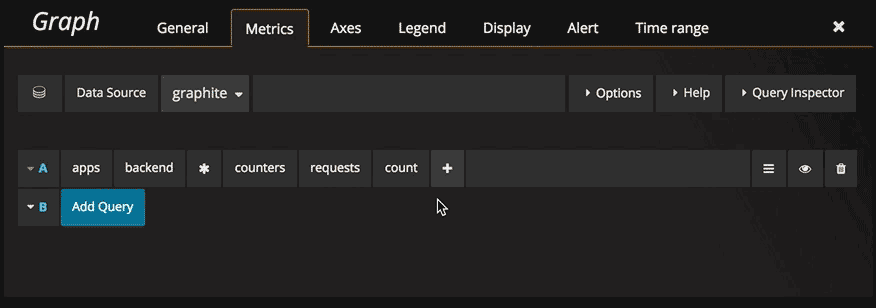 Graph General Metrics Axes Legend Display Alert Time range
Data Source graphite Options Help Query Inspector
A apps backend * counters requests count +
B Add Query